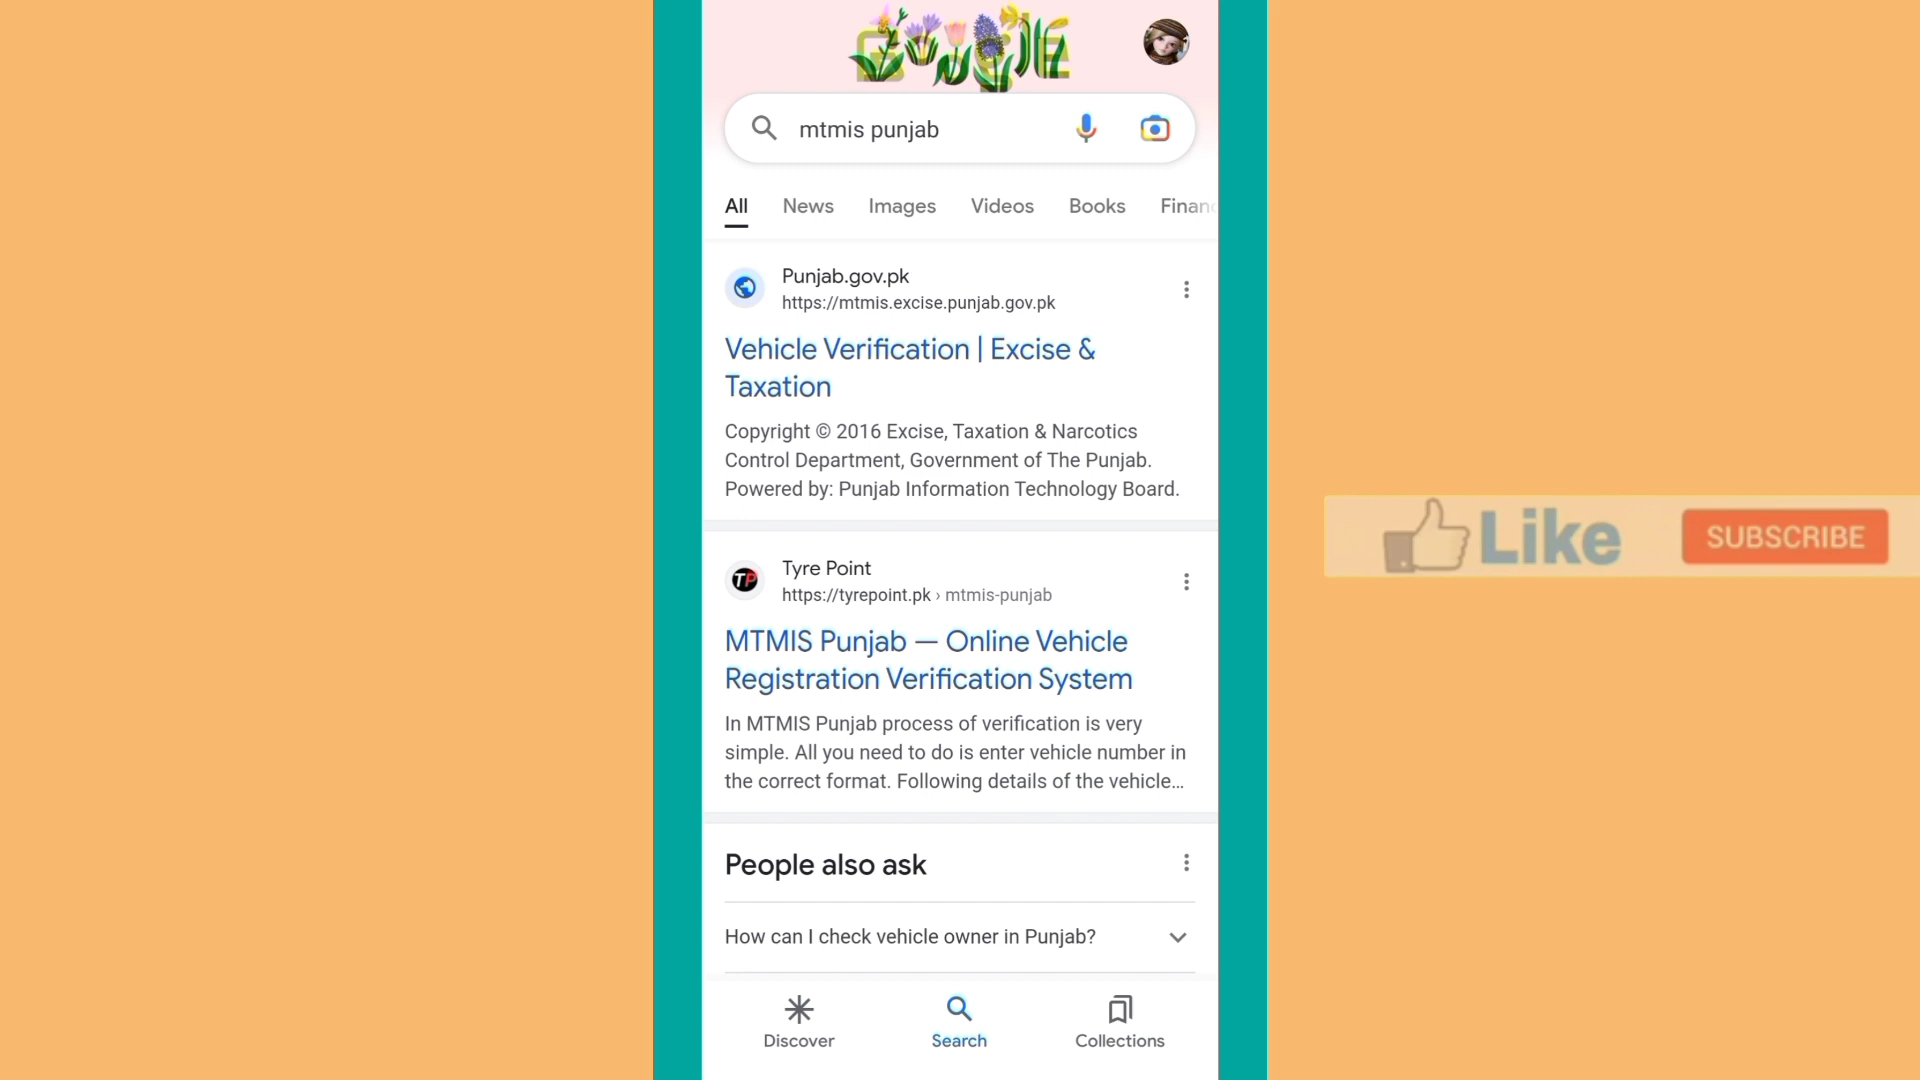 Google
mtmis punjab
All News Images Videos Books Financ
Punjab.gov.pk
https://mtmis.excise.punjab.gov.pk
Vehicle Verification | Excise &
Taxation
Copyright © 2016 Excise, Taxation & Narcotics
Control Department, Government of The Punjab.
Powered by: Punjab Information Technology Board.
TP
Tyre Point
https://tyrepoint.pk › mtmis-punjab
MTMIS Punjab — Online Vehicle
Registration Verification System
In MTMIS Punjab process of verification is very
simple. All you need to do is enter vehicle number in
the correct format. Following details of the vehicle...
People also ask
How can I check vehicle owner in Punjab?
Discover Search Collections
Like SUBSCRIBE